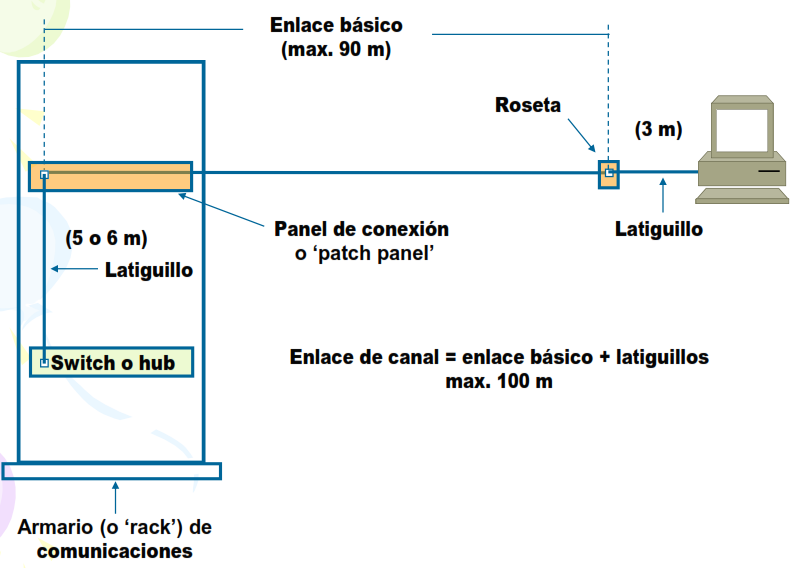 Enlace básico
(max. 90 m)
Roseta
(3 m)
Latiguillo
Panel de conexión
o ‘patch panel’
(5 o 6 m)
Latiguillo
Switch o hub
Enlace de canal = enlace básico + latiguillos
max. 100 m
Armario (o ‘rack’) de
comunicaciones